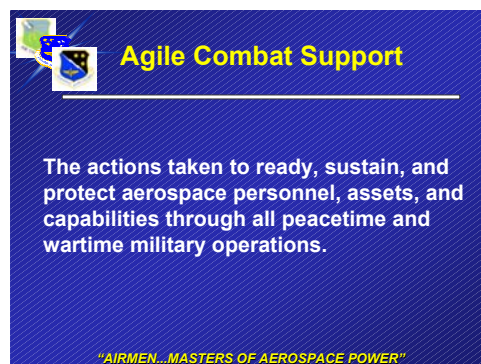 Agile Combat Support
The actions taken to ready, sustain, and
protect aerospace personnel, assets, and
capabilities through all peacetime and
wartime military operations.
“AIRMEN...MASTERS OF AEROSPACE POWER”